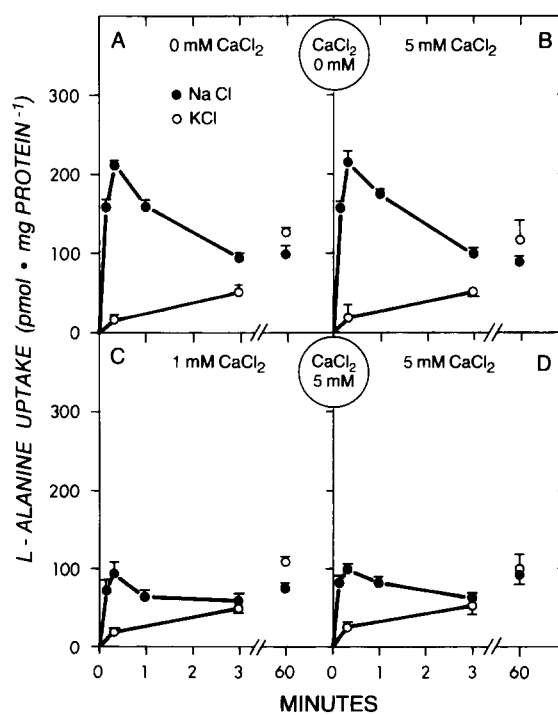 A
0 mM CaCl₂
CaCl₂
0 mM
5 mM CaCl₂
B
● Na Cl
○ KCl
300
200
100
0
C
1 mM CaCl₂
CaCl₂
5 mM
5 mM CaCl₂
D
300
200
100
0
0 1 3 60 0 1 3 60
MINUTES
L-ALANINE UPTAKE (pmol • mg PROTEIN⁻¹)